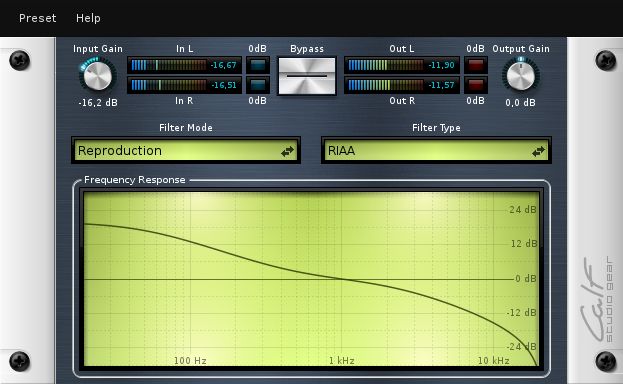 Preset Help
Input Gain In L 0dB Bypass Out L 0dB Output Gain
-16,67 -11,90
-16,51 -11,57
-16,2 dB In R 0dB Out R 0dB 0,0 dB
Filter Mode Filter Type
Reproduction RIAA
Frequency Response
24 dB
12 dB
0 dB
-12 dB
-24 dB
100 Hz 1 kHz 10 kHz
Calf
studio gear